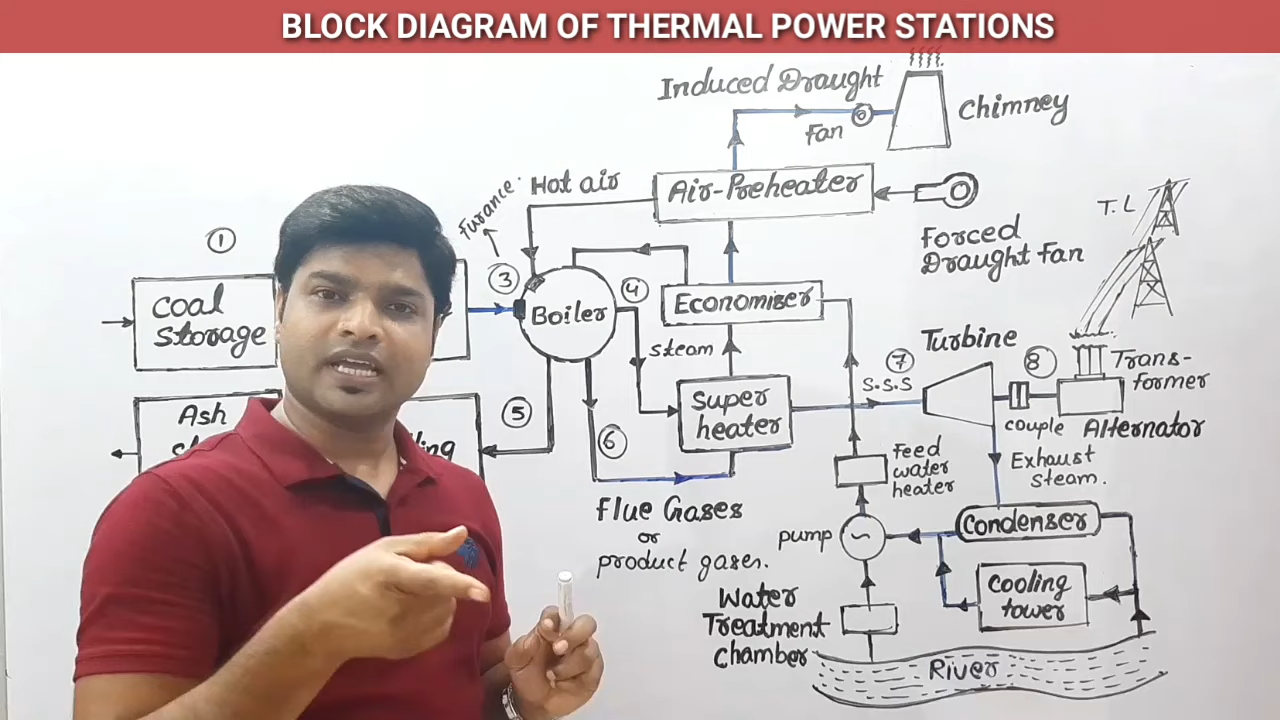 BLOCK DIAGRAM OF THERMAL POWER STATIONS
Induced Draught
Fan
Chimney
Furance.
Hot air
Air-Preheater
Forced
Draught Fan
T.L
1
Coal
Storage
3
Boiler
4
Economiser
steam
Super
heater
7
S.S.S
Turbine
8
couple
Trans-
former
Alternator
Ash
5
6
Flue Gases
or
product gases.
Feed
water
heater
Exhaust
steam.
Condenser
pump
Cooling
tower
Water
Treatment
Chamber
River